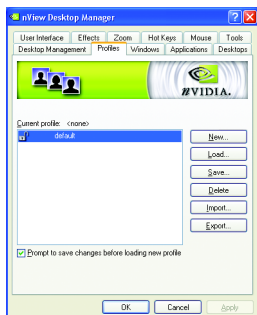 nView Desktop Manager
User Interface Effects Zoom Hot Keys Mouse Tools
Desktop Management Profiles Windows Applications Desktops
nVIDIA.
Current profile: <none>
default
New...
Load...
Save...
Delete
Import...
Export...
Prompt to save changes before loading new profile
OK Cancel Apply